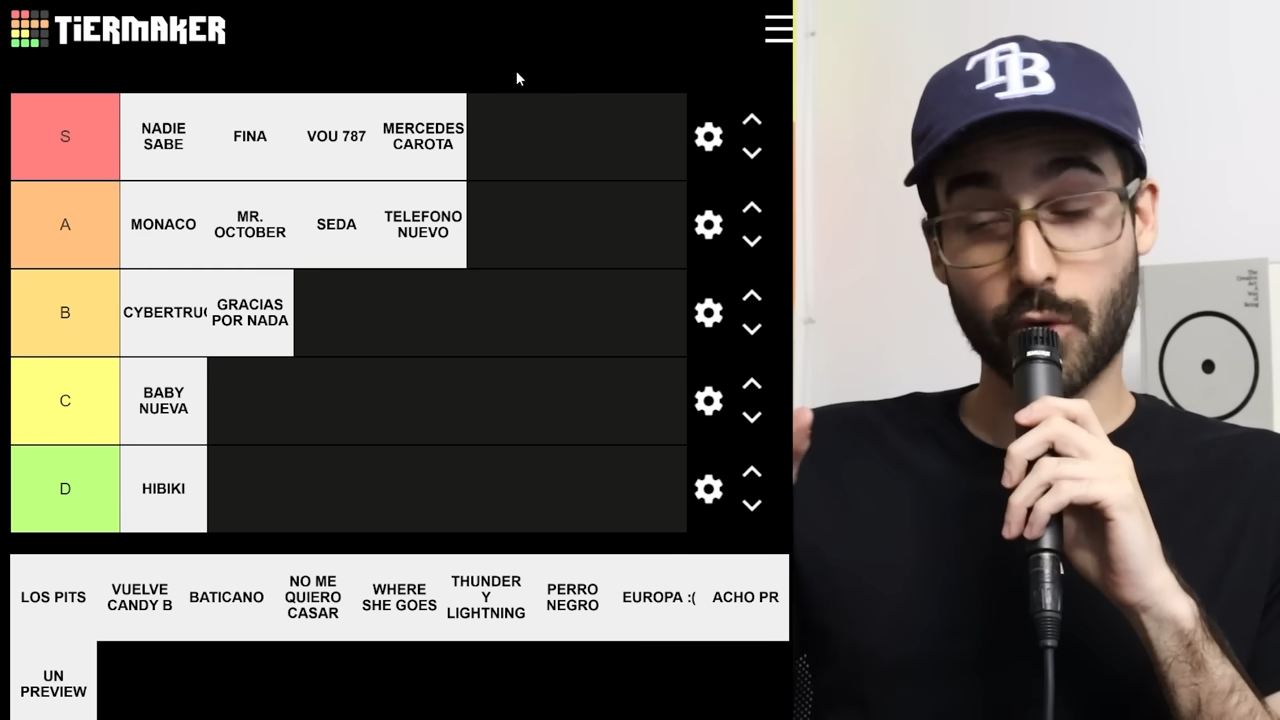 TiERMAKER
S
NADIE
SABE
FINA
VOU 787
MERCEDES
CAROTA
A
MONACO
MR.
OCTOBER
SEDA
TELEFONO
NUEVO
B
CYBERTRUC
GRACIAS
POR NADA
C
BABY
NUEVA
D
HIBIKI
LOS PITS
VUELVE
CANDY B
BATICANO
NO ME
QUIERO
CASAR
WHERE
SHE GOES
THUNDER
Y
LIGHTNING
PERRO
NEGRO
EUROPA :(
ACHO PR
UN
PREVIEW
TB